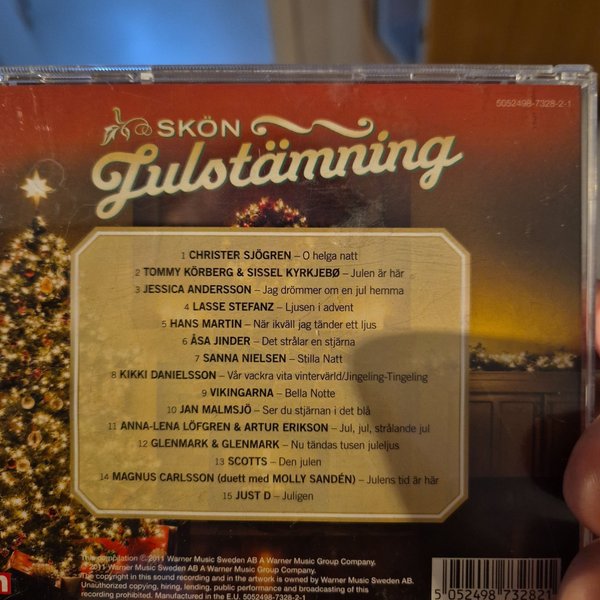 5052498-7328-2-1
SKÖN
Julstämning
1 CHRISTER SJÖGREN – O helga natt
2 TOMMY KÖRBERG & SISSEL KYRKJEBØ – Julen är här
3 JESSICA ANDERSSON – Jag drömmer om en jul hemma
4 LASSE STEFANZ – Ljusen i advent
5 HANS MARTIN – När ikväll jag tänder ett ljus
6 ÅSA JINDER – Det strålar en stjärna
7 SANNA NIELSEN – Stilla Natt
8 KIKKI DANIELSSON – Vår vackra vita vintervärld/Jingeling-Tingeling
9 VIKINGARNA – Bella Notte
10 JAN MALMSJÖ – Ser du stjärnan i det blå
11 ANNA-LENA LÖFGREN & ARTUR ERIKSON – Jul, jul, strålande jul
12 GLENMARK & GLENMARK – Nu tändas tusen juleljus
13 SCOTTS – Den julen
14 MAGNUS CARLSSON (duett med MOLLY SANDÉN) – Julens tid är här
15 JUST D – Juligen
This compilation ℗ 2011 Warner Music Sweden AB A Warner Music Group Company.
© 2011 Warner Music Sweden AB A Warner Music Group Company.
The copyright in this sound recording and in the artwork is owned by Warner Music Sweden AB.
Unauthorized copying, hiring, lending, public performance and broadcasting of this
recording prohibited. Manufactured in the E.U. 5052498-7328-2-1
5 052498 732821